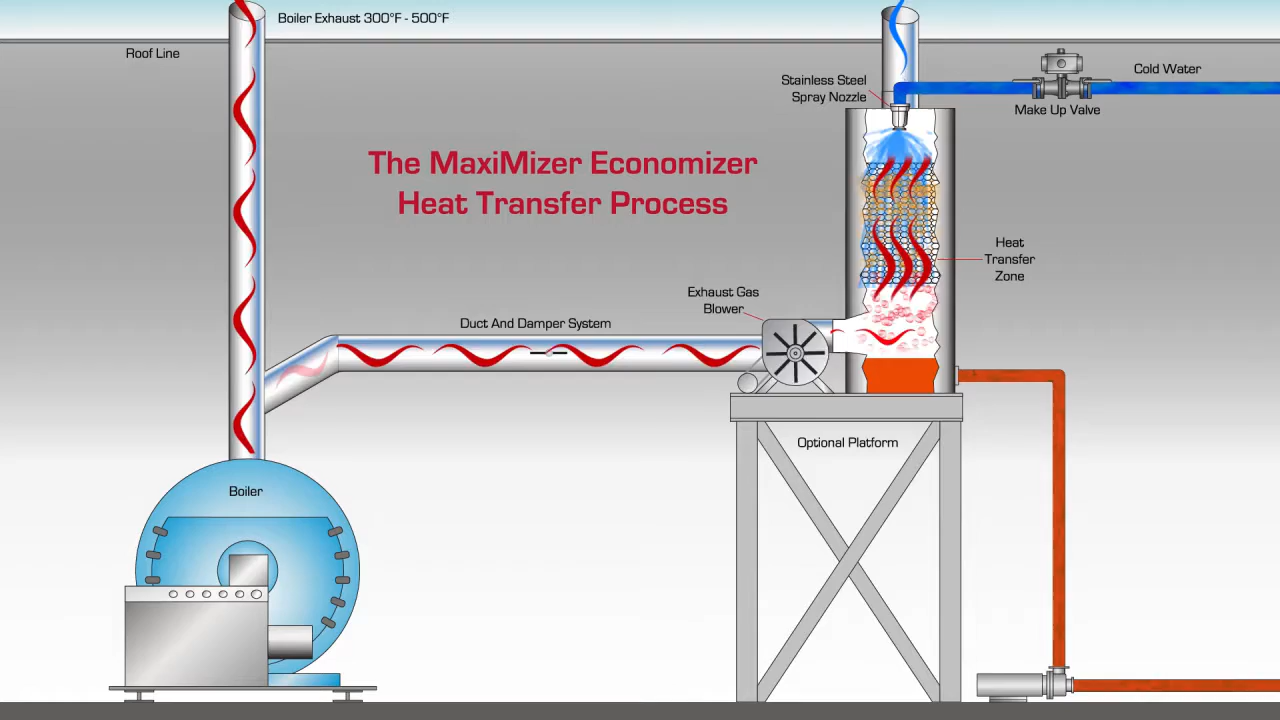 Boiler Exhaust 300°F - 500°F
Roof Line
Stainless Steel
Spray Nozzle
Cold Water
Make Up Valve
The MaxiMizer Economizer
Heat Transfer Process
Heat
Transfer
Zone
Exhaust Gas
Blower
Duct And Damper System
Optional Platform
Boiler